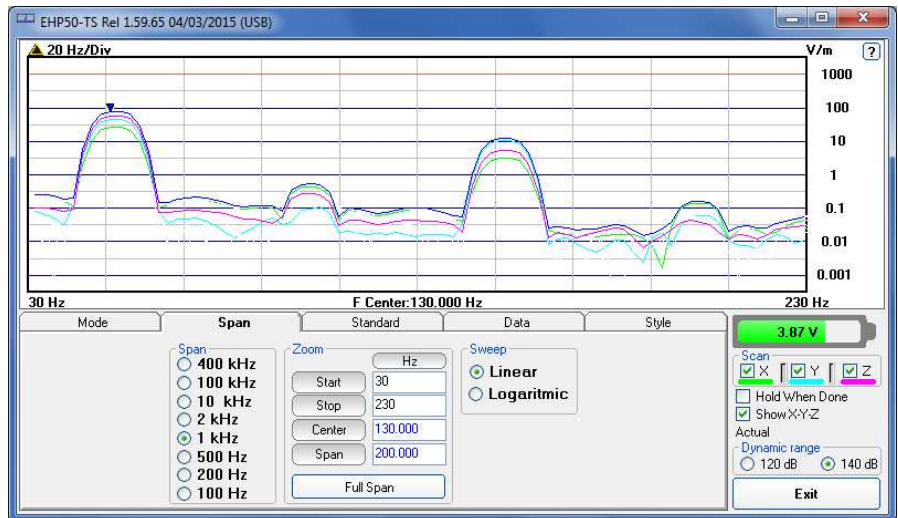 EHP50-TS Rel 1.59.65 04/03/2015 (USB)
20 Hz/Div V/m ?
1000
100
10
1
0.1
0.01
0.001
30 Hz F Center:130.000 Hz 230 Hz
Mode Span Standard Data Style
Span
400 kHz
100 kHz
10 kHz
2 kHz
1 kHz
500 Hz
200 Hz
100 Hz
Zoom
Hz
Start 30
Stop 230
Center 130.000
Span 200.000
Full Span
Sweep
Linear
Logaritmic
3.87 V
Scan
X Y Z
Hold When Done
Show X-Y-Z
Actual
Dynamic range
120 dB 140 dB
Exit